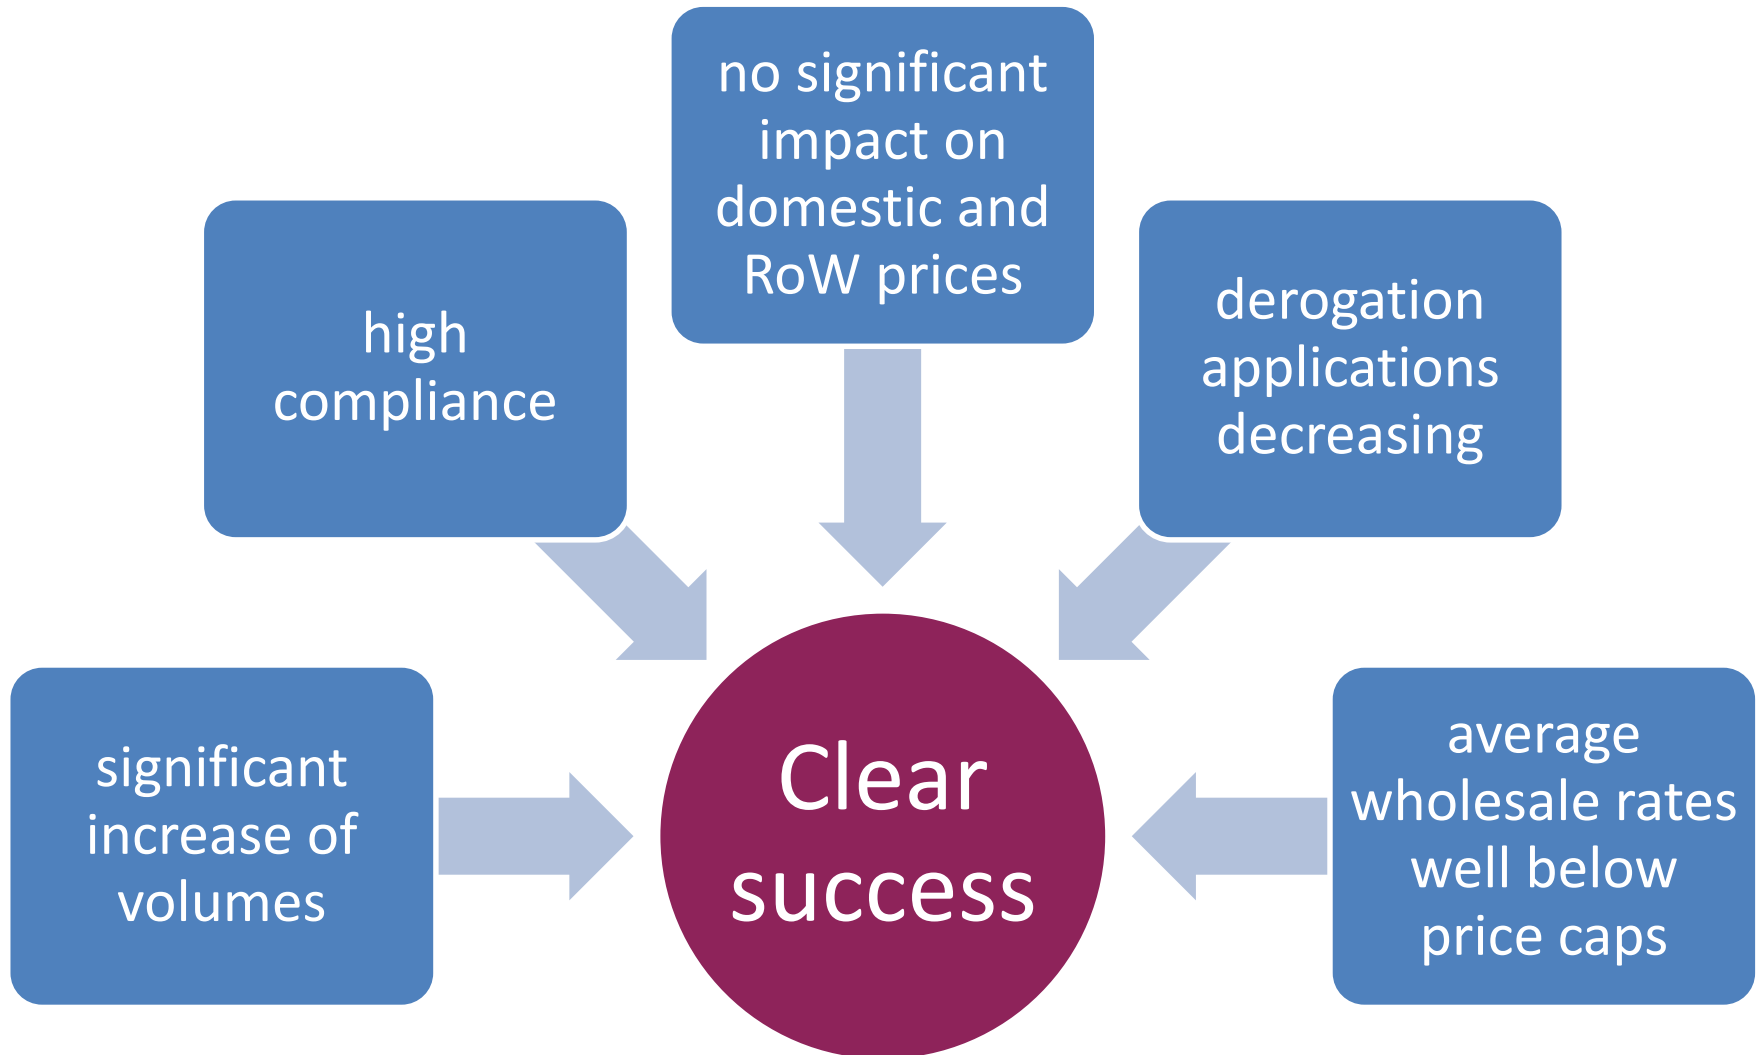 no significant
impact on
domestic and
RoW prices
high
compliance
derogation
applications
decreasing
significant
increase of
volumes
Clear
success
average
wholesale rates
well below
price caps